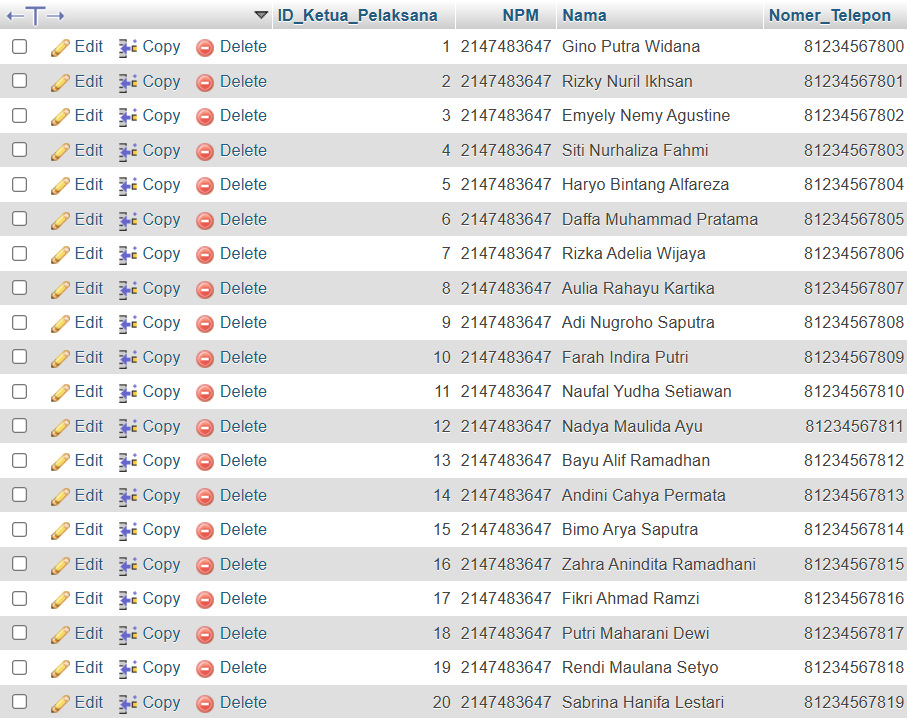 ←T→ ID_Ketua_Pelaksana NPM Nama Nomer_Telepon
Edit Copy Delete 1 2147483647 Gino Putra Widana 81234567800
Edit Copy Delete 2 2147483647 Rizky Nuril Ikhsan 81234567801
Edit Copy Delete 3 2147483647 Emyely Nemy Agustine 81234567802
Edit Copy Delete 4 2147483647 Siti Nurhaliza Fahmi 81234567803
Edit Copy Delete 5 2147483647 Haryo Bintang Alfareza 81234567804
Edit Copy Delete 6 2147483647 Daffa Muhammad Pratama 81234567805
Edit Copy Delete 7 2147483647 Rizka Adelia Wijaya 81234567806
Edit Copy Delete 8 2147483647 Aulia Rahayu Kartika 81234567807
Edit Copy Delete 9 2147483647 Adi Nugroho Saputra 81234567808
Edit Copy Delete 10 2147483647 Farah Indira Putri 81234567809
Edit Copy Delete 11 2147483647 Naufal Yudha Setiawan 81234567810
Edit Copy Delete 12 2147483647 Nadya Maulida Ayu 81234567811
Edit Copy Delete 13 2147483647 Bayu Alif Ramadhan 81234567812
Edit Copy Delete 14 2147483647 Andini Cahya Permata 81234567813
Edit Copy Delete 15 2147483647 Bimo Arya Saputra 81234567814
Edit Copy Delete 16 2147483647 Zahra Anindita Ramadhani 81234567815
Edit Copy Delete 17 2147483647 Fikri Ahmad Ramzi 81234567816
Edit Copy Delete 18 2147483647 Putri Maharani Dewi 81234567817
Edit Copy Delete 19 2147483647 Rendi Maulana Setyo 81234567818
Edit Copy Delete 20 2147483647 Sabrina Hanifa Lestari 81234567819